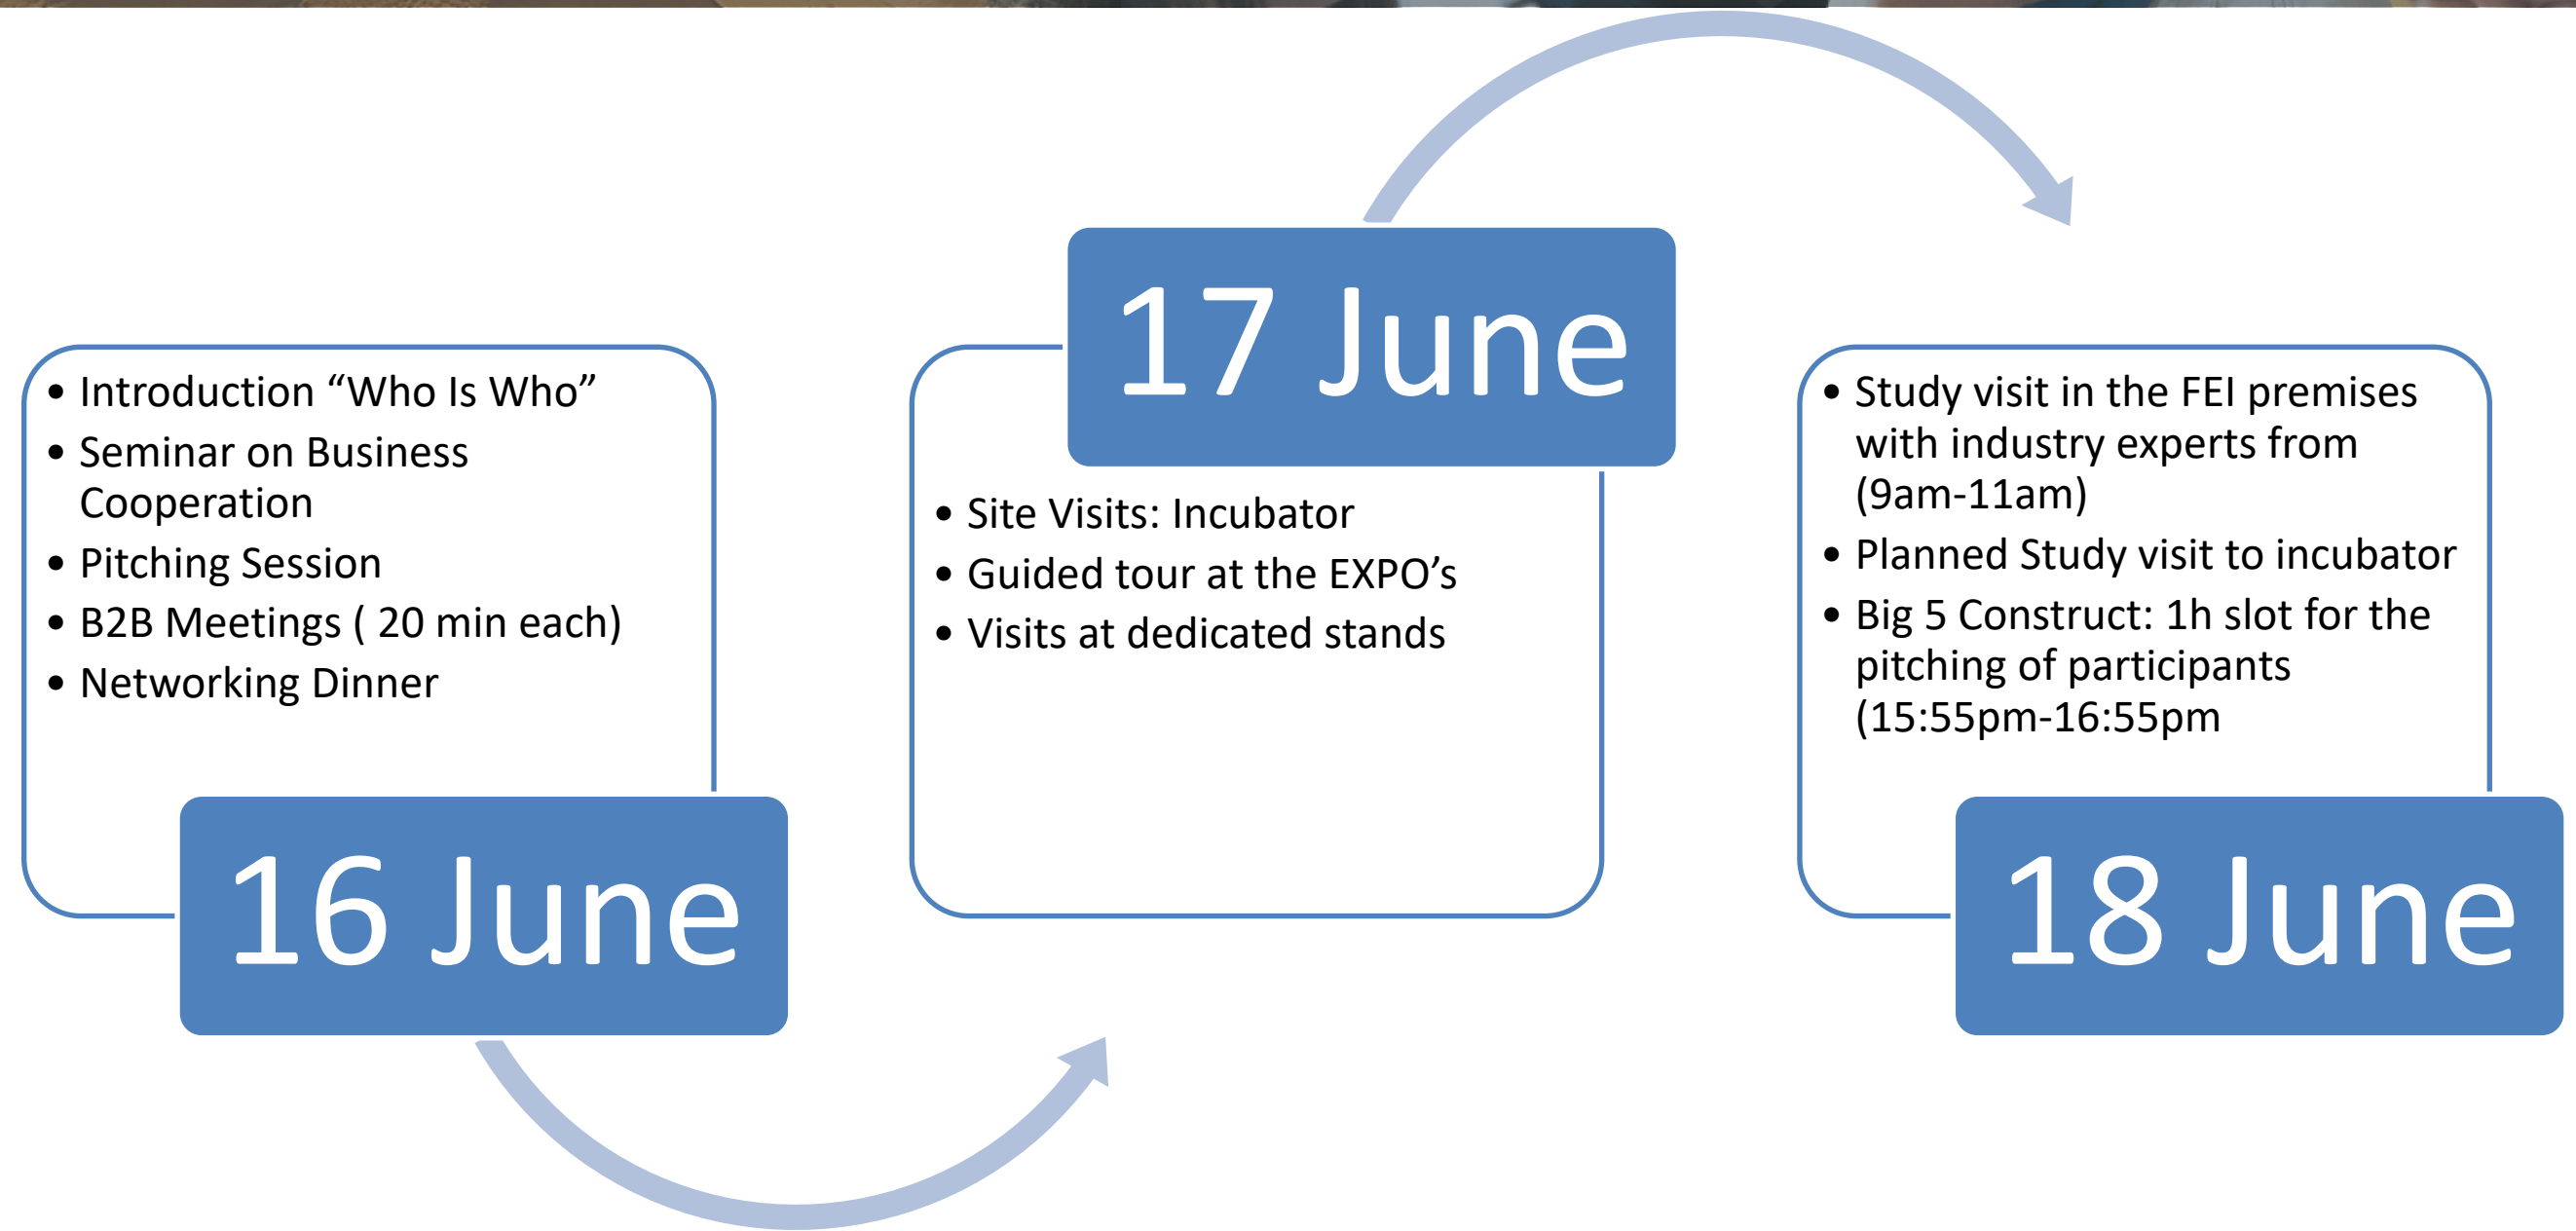 • Introduction “Who Is Who”
• Seminar on Business
Cooperation
• Pitching Session
• B2B Meetings ( 20 min each)
• Networking Dinner
16 June
17 June
• Site Visits: Incubator
• Guided tour at the EXPO’s
• Visits at dedicated stands
• Study visit in the FEI premises
with industry experts from
(9am-11am)
• Planned Study visit to incubator
• Big 5 Construct: 1h slot for the
pitching of participants
(15:55pm-16:55pm
18 June